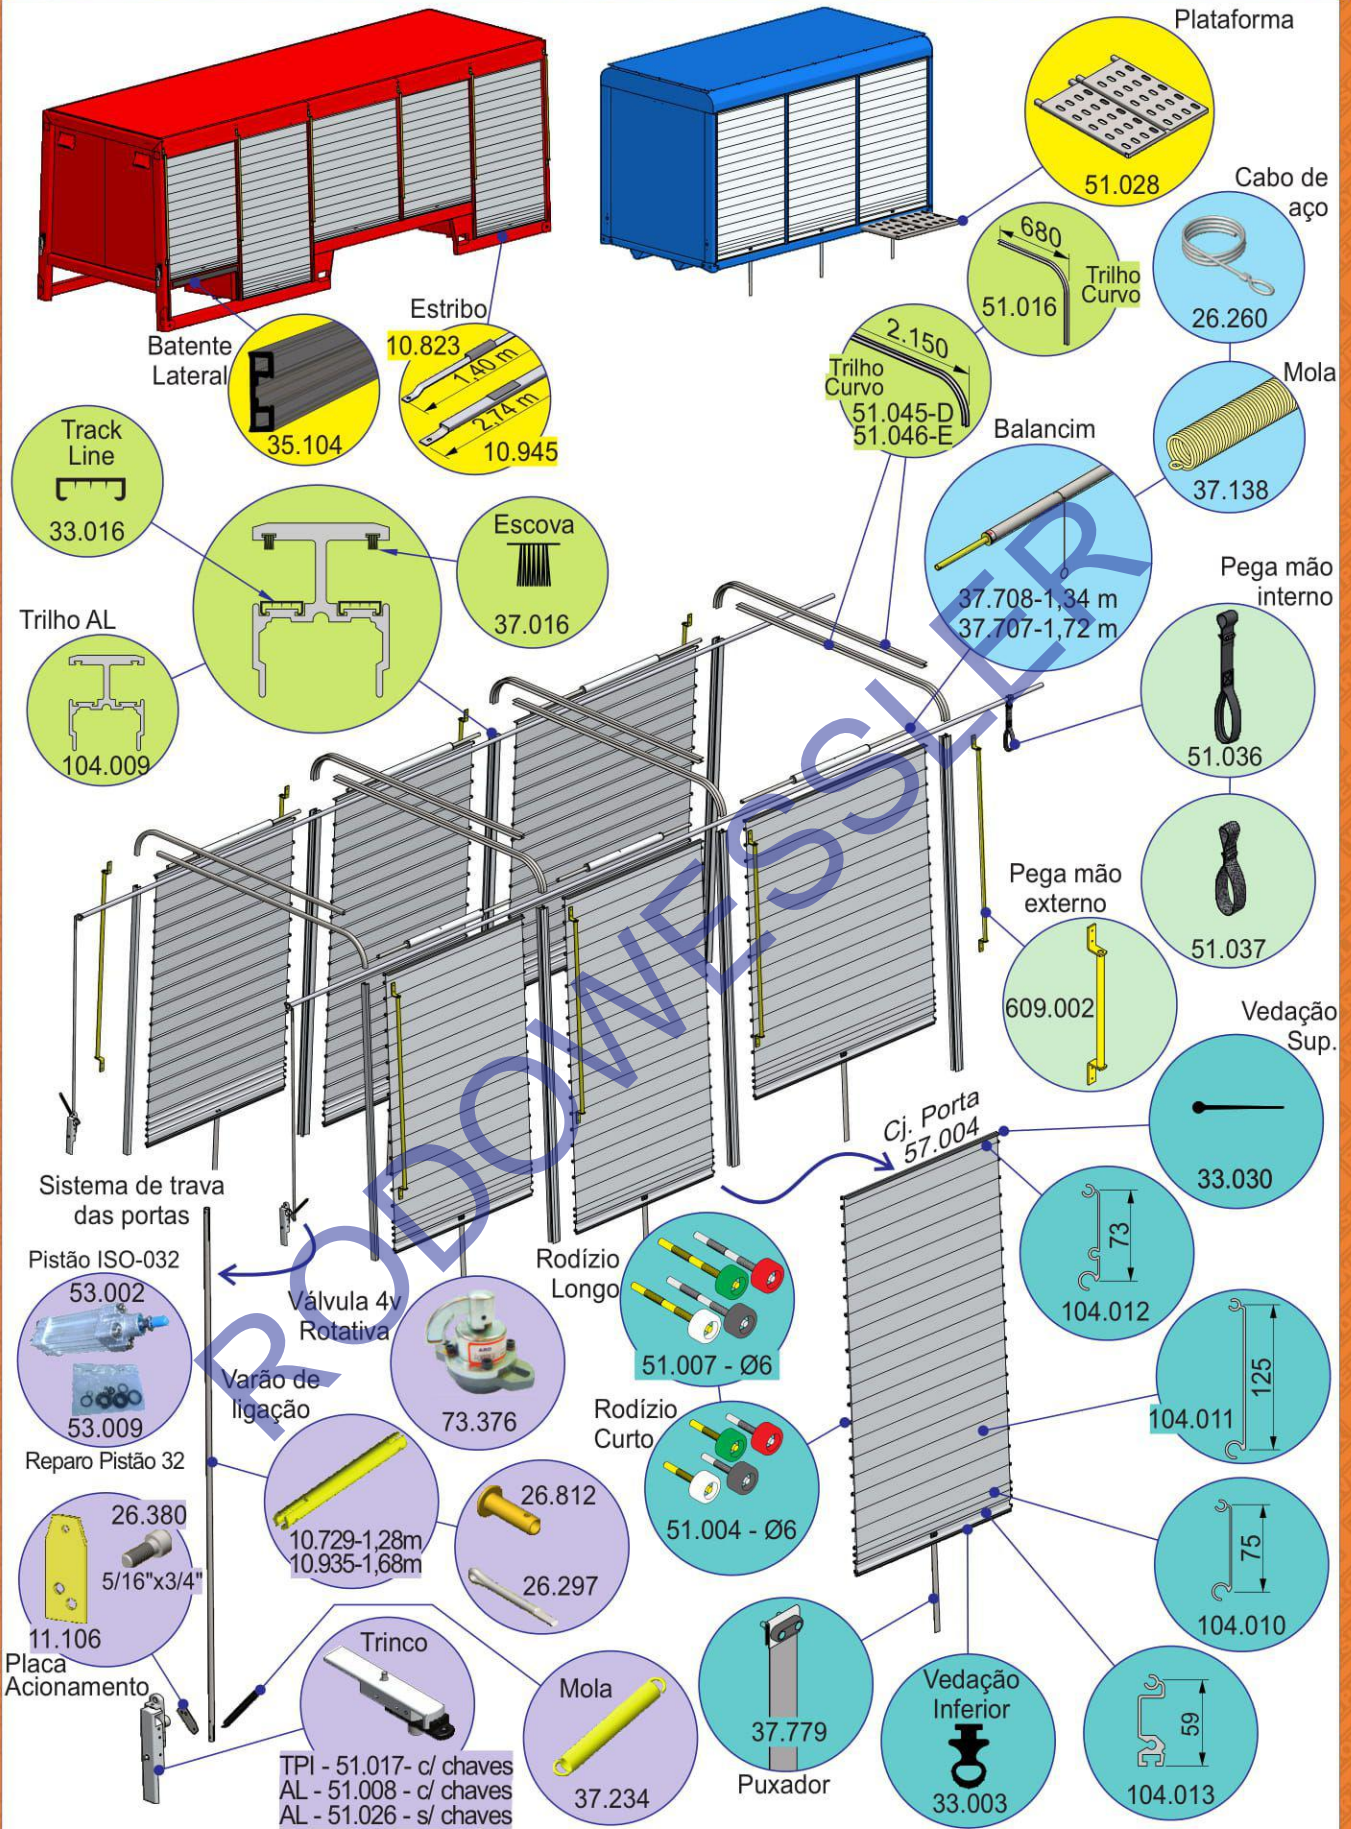 Plataforma
51.028
Cabo de
aço
26.260
680
Trilho
Curvo
51.016
Estribo
10.823
1,40 m
2,74 m
10.945
Batente
Lateral
35.104
2.150
Trilho
Curvo
51.045-D
51.046-E
Mola
37.138
Balancim
37.708-1,34 m
37.707-1,72 m
Track
Line
33.016
Escova
37.016
Trilho AL
104.009
Pega mão
interno
51.036
51.037
Pega mão
externo
609.002
Vedação
Sup.
33.030
Cj. Porta
57.004
73
104.012
125
104.011
75
104.010
59
104.013
Sistema de trava
das portas
Pistão ISO-032
53.002
53.009
Reparo Pistão 32
Válvula 4v
Rotativa
73.376
Varão de
ligação
10.729-1,28m
10.935-1,68m
Rodízio
Longo
51.007 - Ø6
Rodízio
Curto
51.004 - Ø6
26.812
26.297
26.380
5/16"x3/4"
11.106
Placa
Acionamento
Trinco
TPI - 51.017- c/ chaves
AL - 51.008 - c/ chaves
AL - 51.026 - s/ chaves
Mola
37.234
37.779
Puxador
Vedação
Inferior
33.003
RODOWESSLER